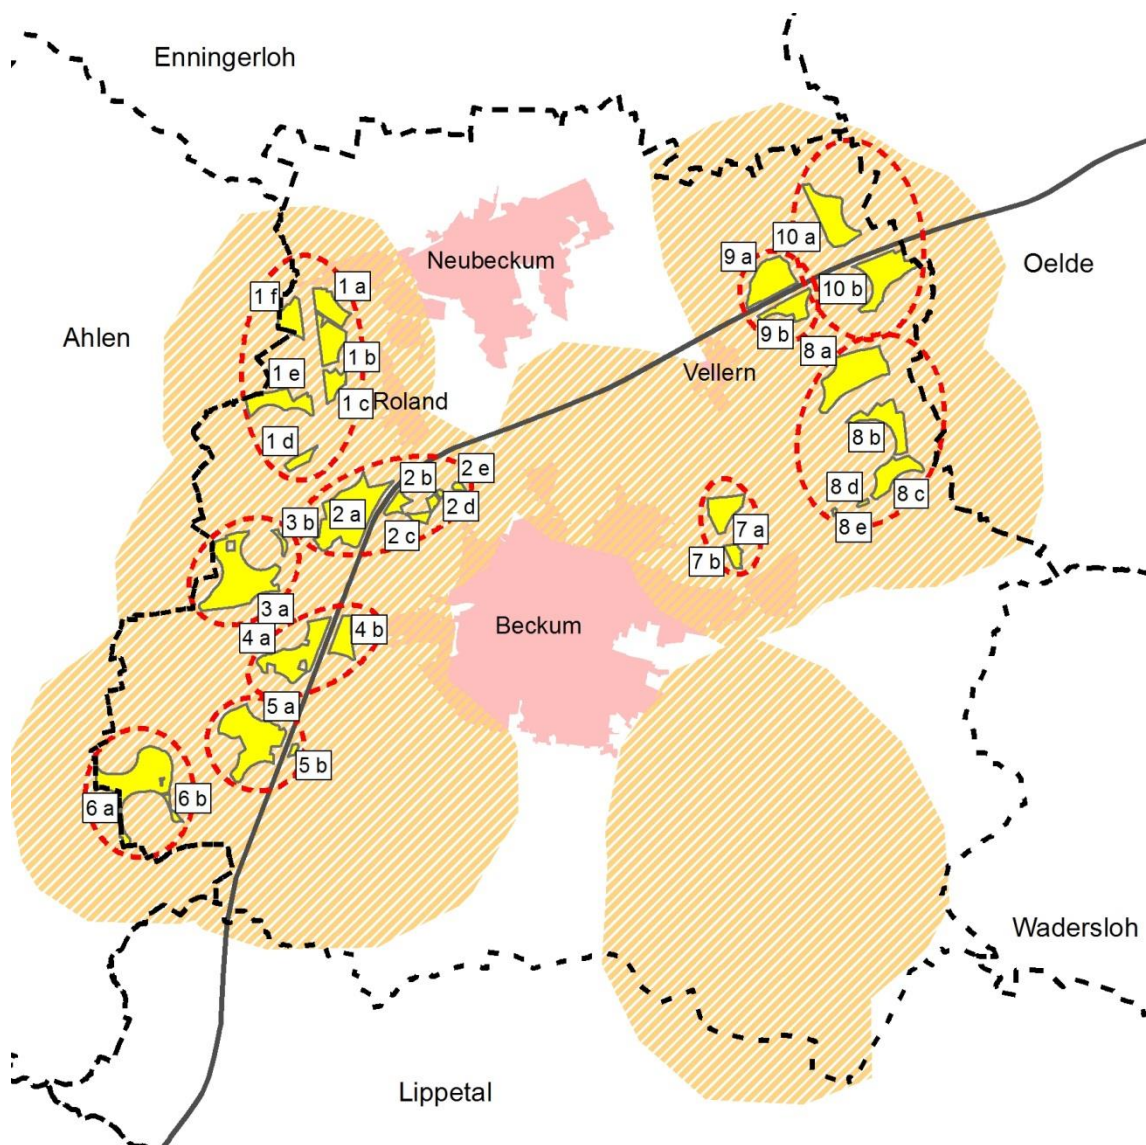 Enningerloh
Neubeckum
Oelde
Ahlen
Vellern
Roland
Beckum
Wadersloh
Lippetal
1 f
1 a
1 b
1 e
1 c
1 d
2 b
2 e
2 a
2 d
2 c
3 b
3 a
4 a
4 b
5 a
5 b
6 a
6 b
7 a
7 b
8 a
8 b
8 d
8 c
8 e
9 a
9 b
10 a
10 b